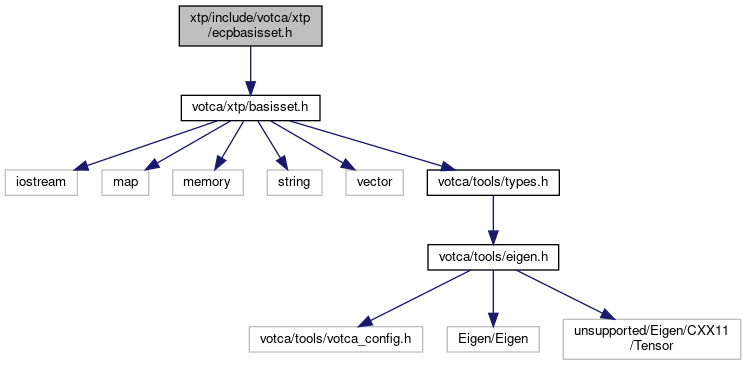 xtp/include/votca/xtp
/ecpbasisset.h
votca/xtp/basisset.h
iostream
map
memory
string
vector
votca/tools/types.h
votca/tools/eigen.h
votca/tools/votca_config.h
Eigen/Eigen
unsupported/Eigen/CXX11
/Tensor